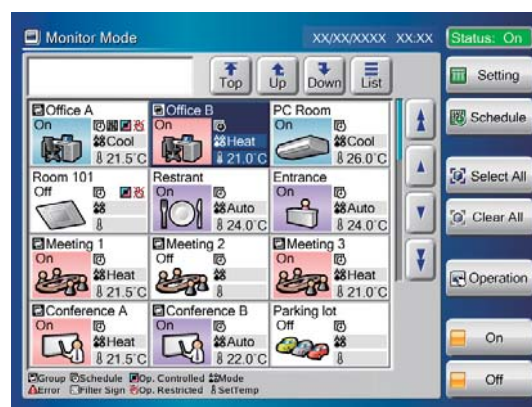 Monitor Mode XX/XX/XXXX XX:XX Status: On
Top Up Down List
Setting
Schedule
Select All
Clear All
Operation
On
Off
Office A Office B PC Room
On On On
Cool Heat Cool
21.5°C 21.0°C 26.0°C
Room 101 Restrant Entrance
Off On On
Auto Auto
24.0°C 24.0°C
Meeting 1 Meeting 2 Meeting 3
On Off On
Heat Heat
21.5°C 21.0°C
Conference A Conference B Parking lot
On On Off
Heat Auto
21.5°C 22.0°C
Group Schedule Op. Controlled Mode
Error Filter Sign Op. Restricted SetTemp